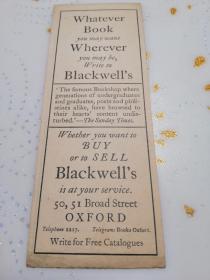 Whatever
Book
you may want
Wherever
you may be,
Write to
Blackwell's
'The famous Bookshop where
generations of undergraduates
and graduates, poets and phil-
istines alike, have browsed to
their hearts' content undis-
turbed.'—The Sunday Times.
Whether you want to
BUY
or to SELL
Blackwell's
is at your service.
50, 51 Broad Street
OXFORD
Telephone 2217. Telegrams Books Oxford.
Write for Free Catalogues